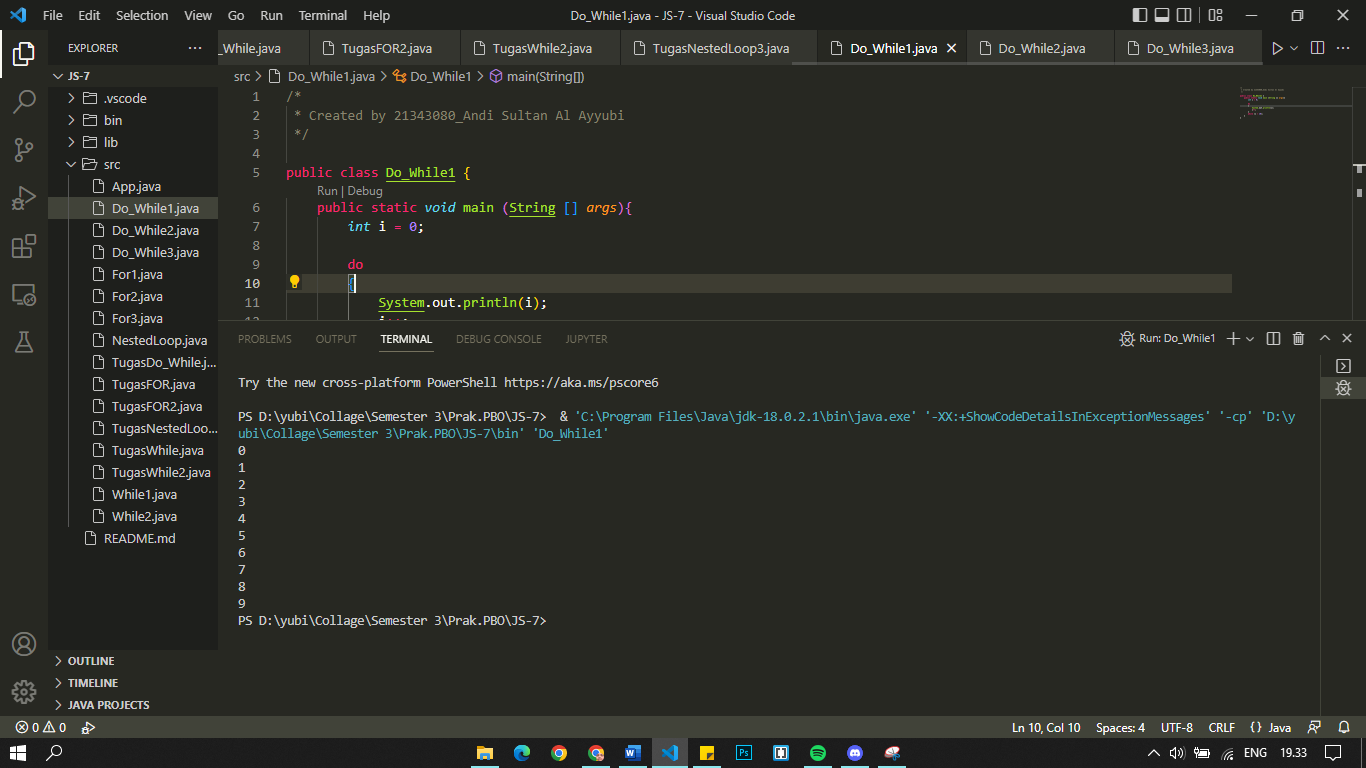 File Edit Selection View Go Run Terminal Help
Do_While1.java - JS-7 - Visual Studio Code
EXPLORER
_While.java TugasFOR2.java TugasWhile2.java TugasNestedLoop3.java Do_While1.java Do_While2.java Do_While3.java
src > Do_While1.java > Do_While1 > main(String[])
JS-7
.vscode
bin
lib
src
App.java
Do_While1.java
Do_While2.java
Do_While3.java
For1.java
For2.java
For3.java
NestedLoop.java
TugasDo_While.j...
TugasFOR.java
TugasFOR2.java
TugasNestedLoo...
TugasWhile.java
TugasWhile2.java
While1.java
While2.java
README.md
OUTLINE
TIMELINE
JAVA PROJECTS
1 /*
2 * Created by 21343080_Andi Sultan Al Ayyubi
3 */
4
5 public class Do_While1 {
Run | Debug
6 public static void main (String [] args){
7 int i = 0;
8
9 do
10 {
11 System.out.println(i);
PROBLEMS OUTPUT TERMINAL DEBUG CONSOLE JUPYTER
Run: Do_While1
Try the new cross-platform PowerShell https://aka.ms/pscore6
PS D:\yubi\Collage\Semester 3\Prak.PBO\JS-7> & 'C:\Program Files\Java\jdk-18.0.2.1\bin\java.exe' '-XX:+ShowCodeDetailsInExceptionMessages' '-cp' 'D:\y
ubi\Collage\Semester 3\Prak.PBO\JS-7\bin' 'Do_While1'
0
1
2
3
4
5
6
7
8
9
PS D:\yubi\Collage\Semester 3\Prak.PBO\JS-7>
0 0
Ln 10, Col 10 Spaces: 4 UTF-8 CRLF {} Java
ENG 19.33